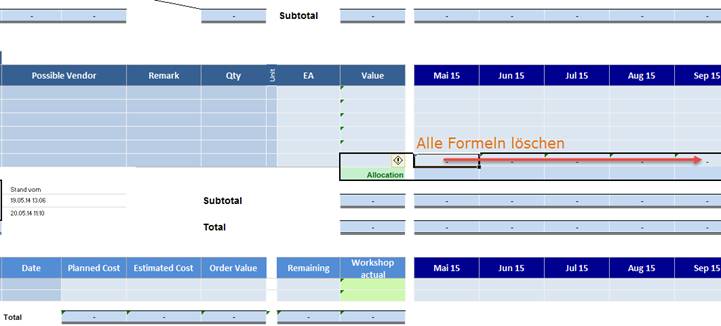 - - - Subtotal - - - - - -
Possible Vendor Remark Qty Unit EA Value Mai 15 Jun 15 Jul 15 Aug 15 Sep 15
Alle Formeln löschen
- - - - -
Allocation
Stand vom
19.05.14 13:06
20.05.14 11:10
Subtotal - - - - - -
Total - - - - - -
Date Planned Cost Estimated Cost Order Value Remaining Workshop actual Mai 15 Jun 15 Jul 15 Aug 15 Sep 15
Total - - - - -